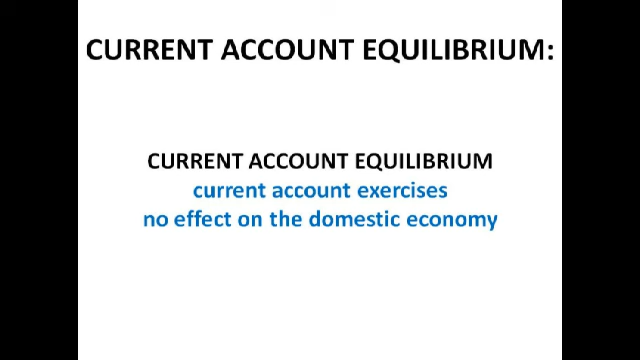 CURRENT ACCOUNT EQUILIBRIUM:
CURRENT ACCOUNT EQUILIBRIUM
current account exercises
no effect on the domestic economy